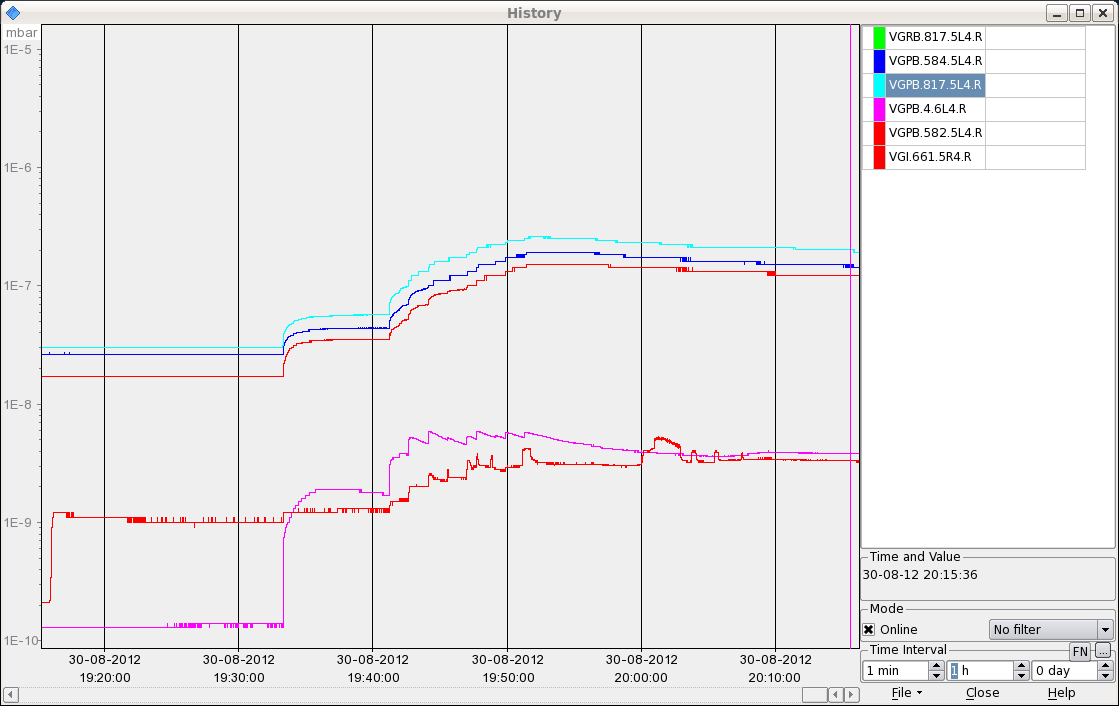 History
mbar
1E-5
1E-6
1E-7
1E-8
1E-9
1E-10
30-08-2012 30-08-2012 30-08-2012 30-08-2012 30-08-2012 30-08-2012
19:20:00 19:30:00 19:40:00 19:50:00 20:00:00 20:10:00
VGRB.817.5L4.R
VGPB.584.5L4.R
VGPB.817.5L4.R
VGPB.4.6L4.R
VGPB.582.5L4.R
VGI.661.5R4.R
Time and Value
30-08-12 20:15:36
Mode
Online No filter
Time Interval FN ...
1 min 1 h 0 day
File Close Help